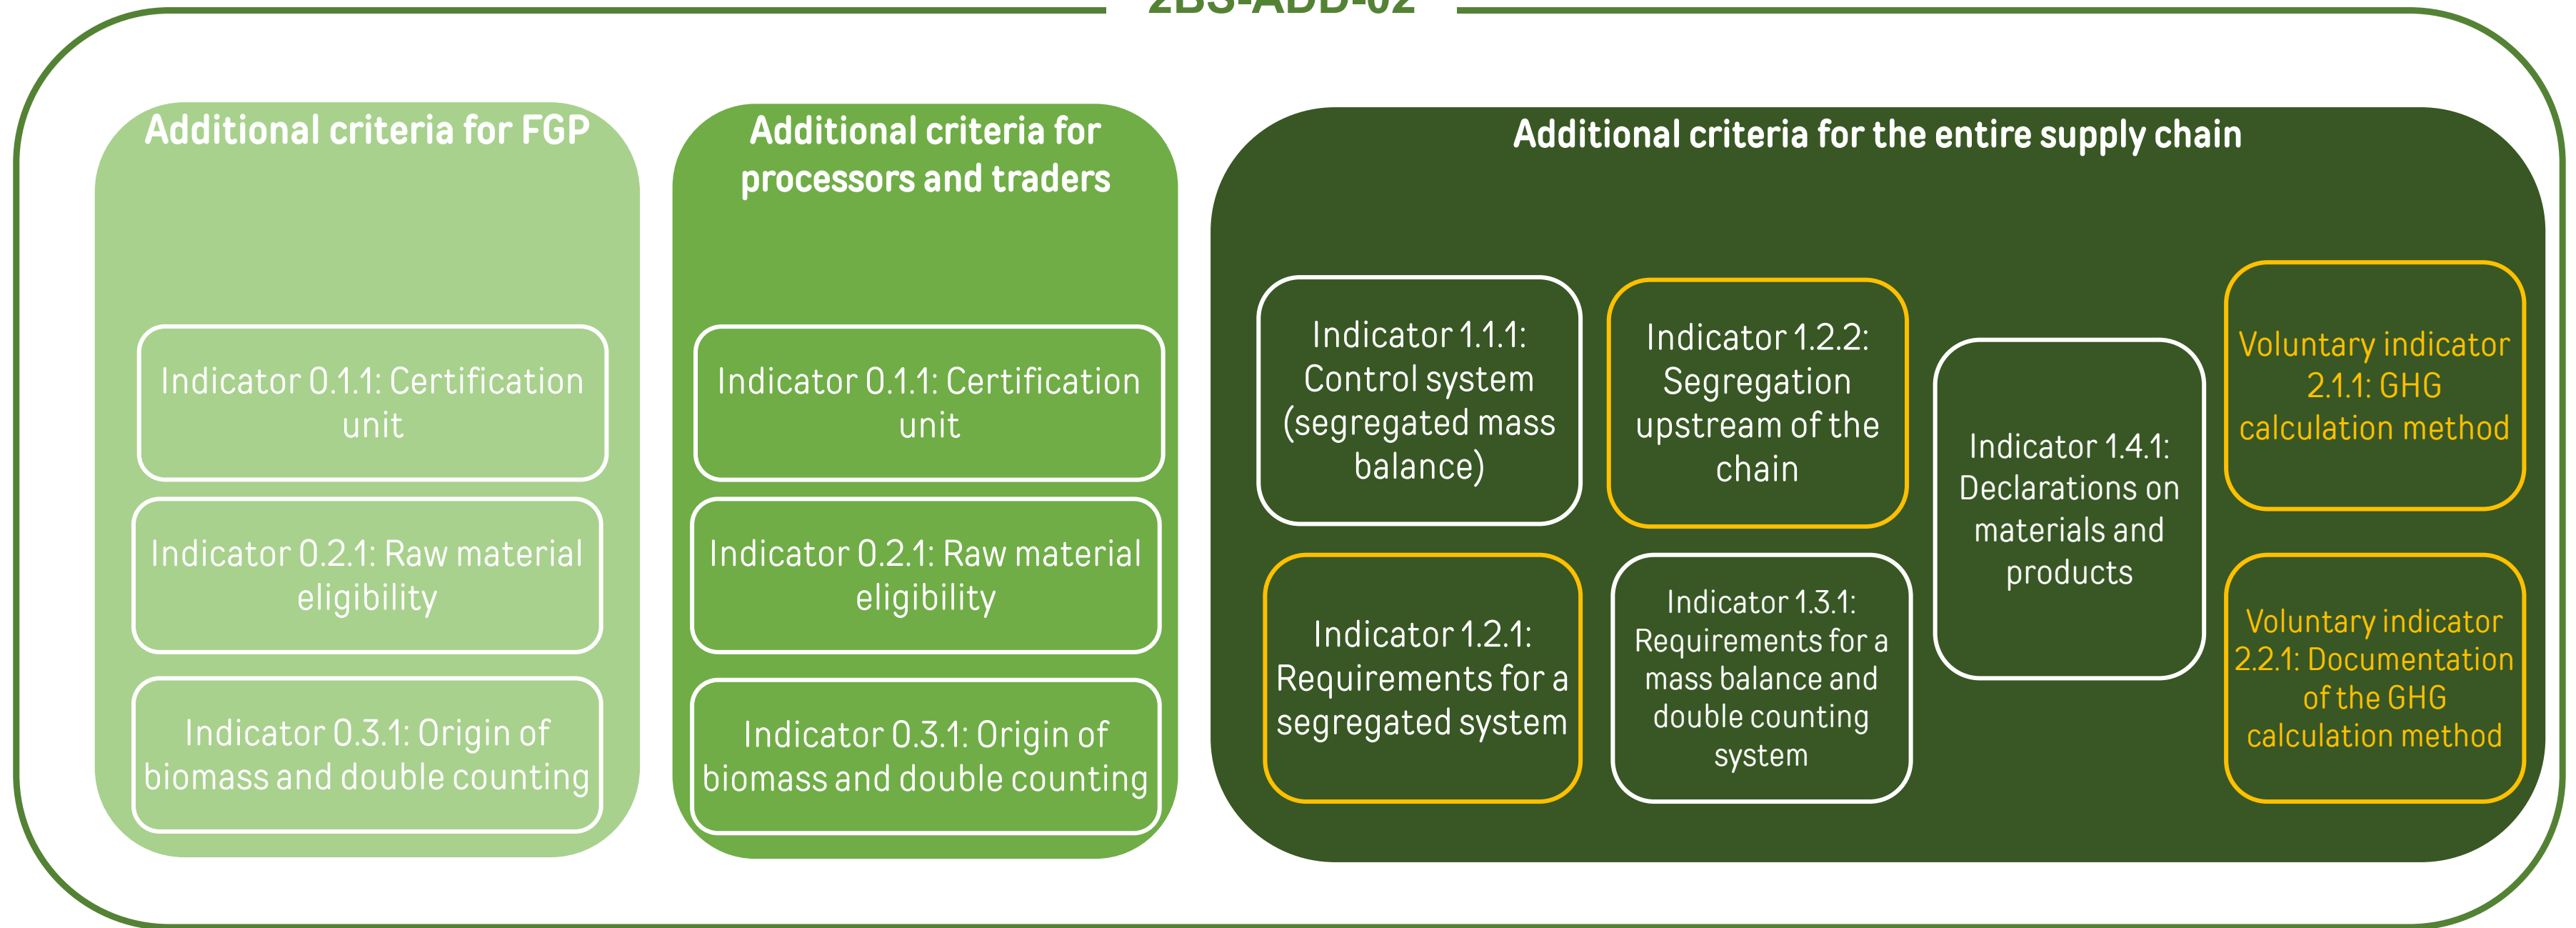 2BS-ADD-02
Additional criteria for FGP
Indicator 0.1.1: Certification
unit
Indicator 0.2.1: Raw material
eligibility
Indicator 0.3.1: Origin of
biomass and double counting
Additional criteria for
processors and traders
Indicator 0.1.1: Certification
unit
Indicator 0.2.1: Raw material
eligibility
Indicator 0.3.1: Origin of
biomass and double counting
Additional criteria for the entire supply chain
Indicator 1.1.1:
Control system
(segregated mass
balance)
Indicator 1.2.2:
Segregation
upstream of the
chain
Indicator 1.2.1:
Requirements for a
segregated system
Indicator 1.3.1:
Requirements for a
mass balance and
double counting
system
Indicator 1.4.1:
Declarations on
materials and
products
Voluntary indicator
2.1.1: GHG
calculation method
Voluntary indicator
2.2.1: Documentation
of the GHG
calculation method